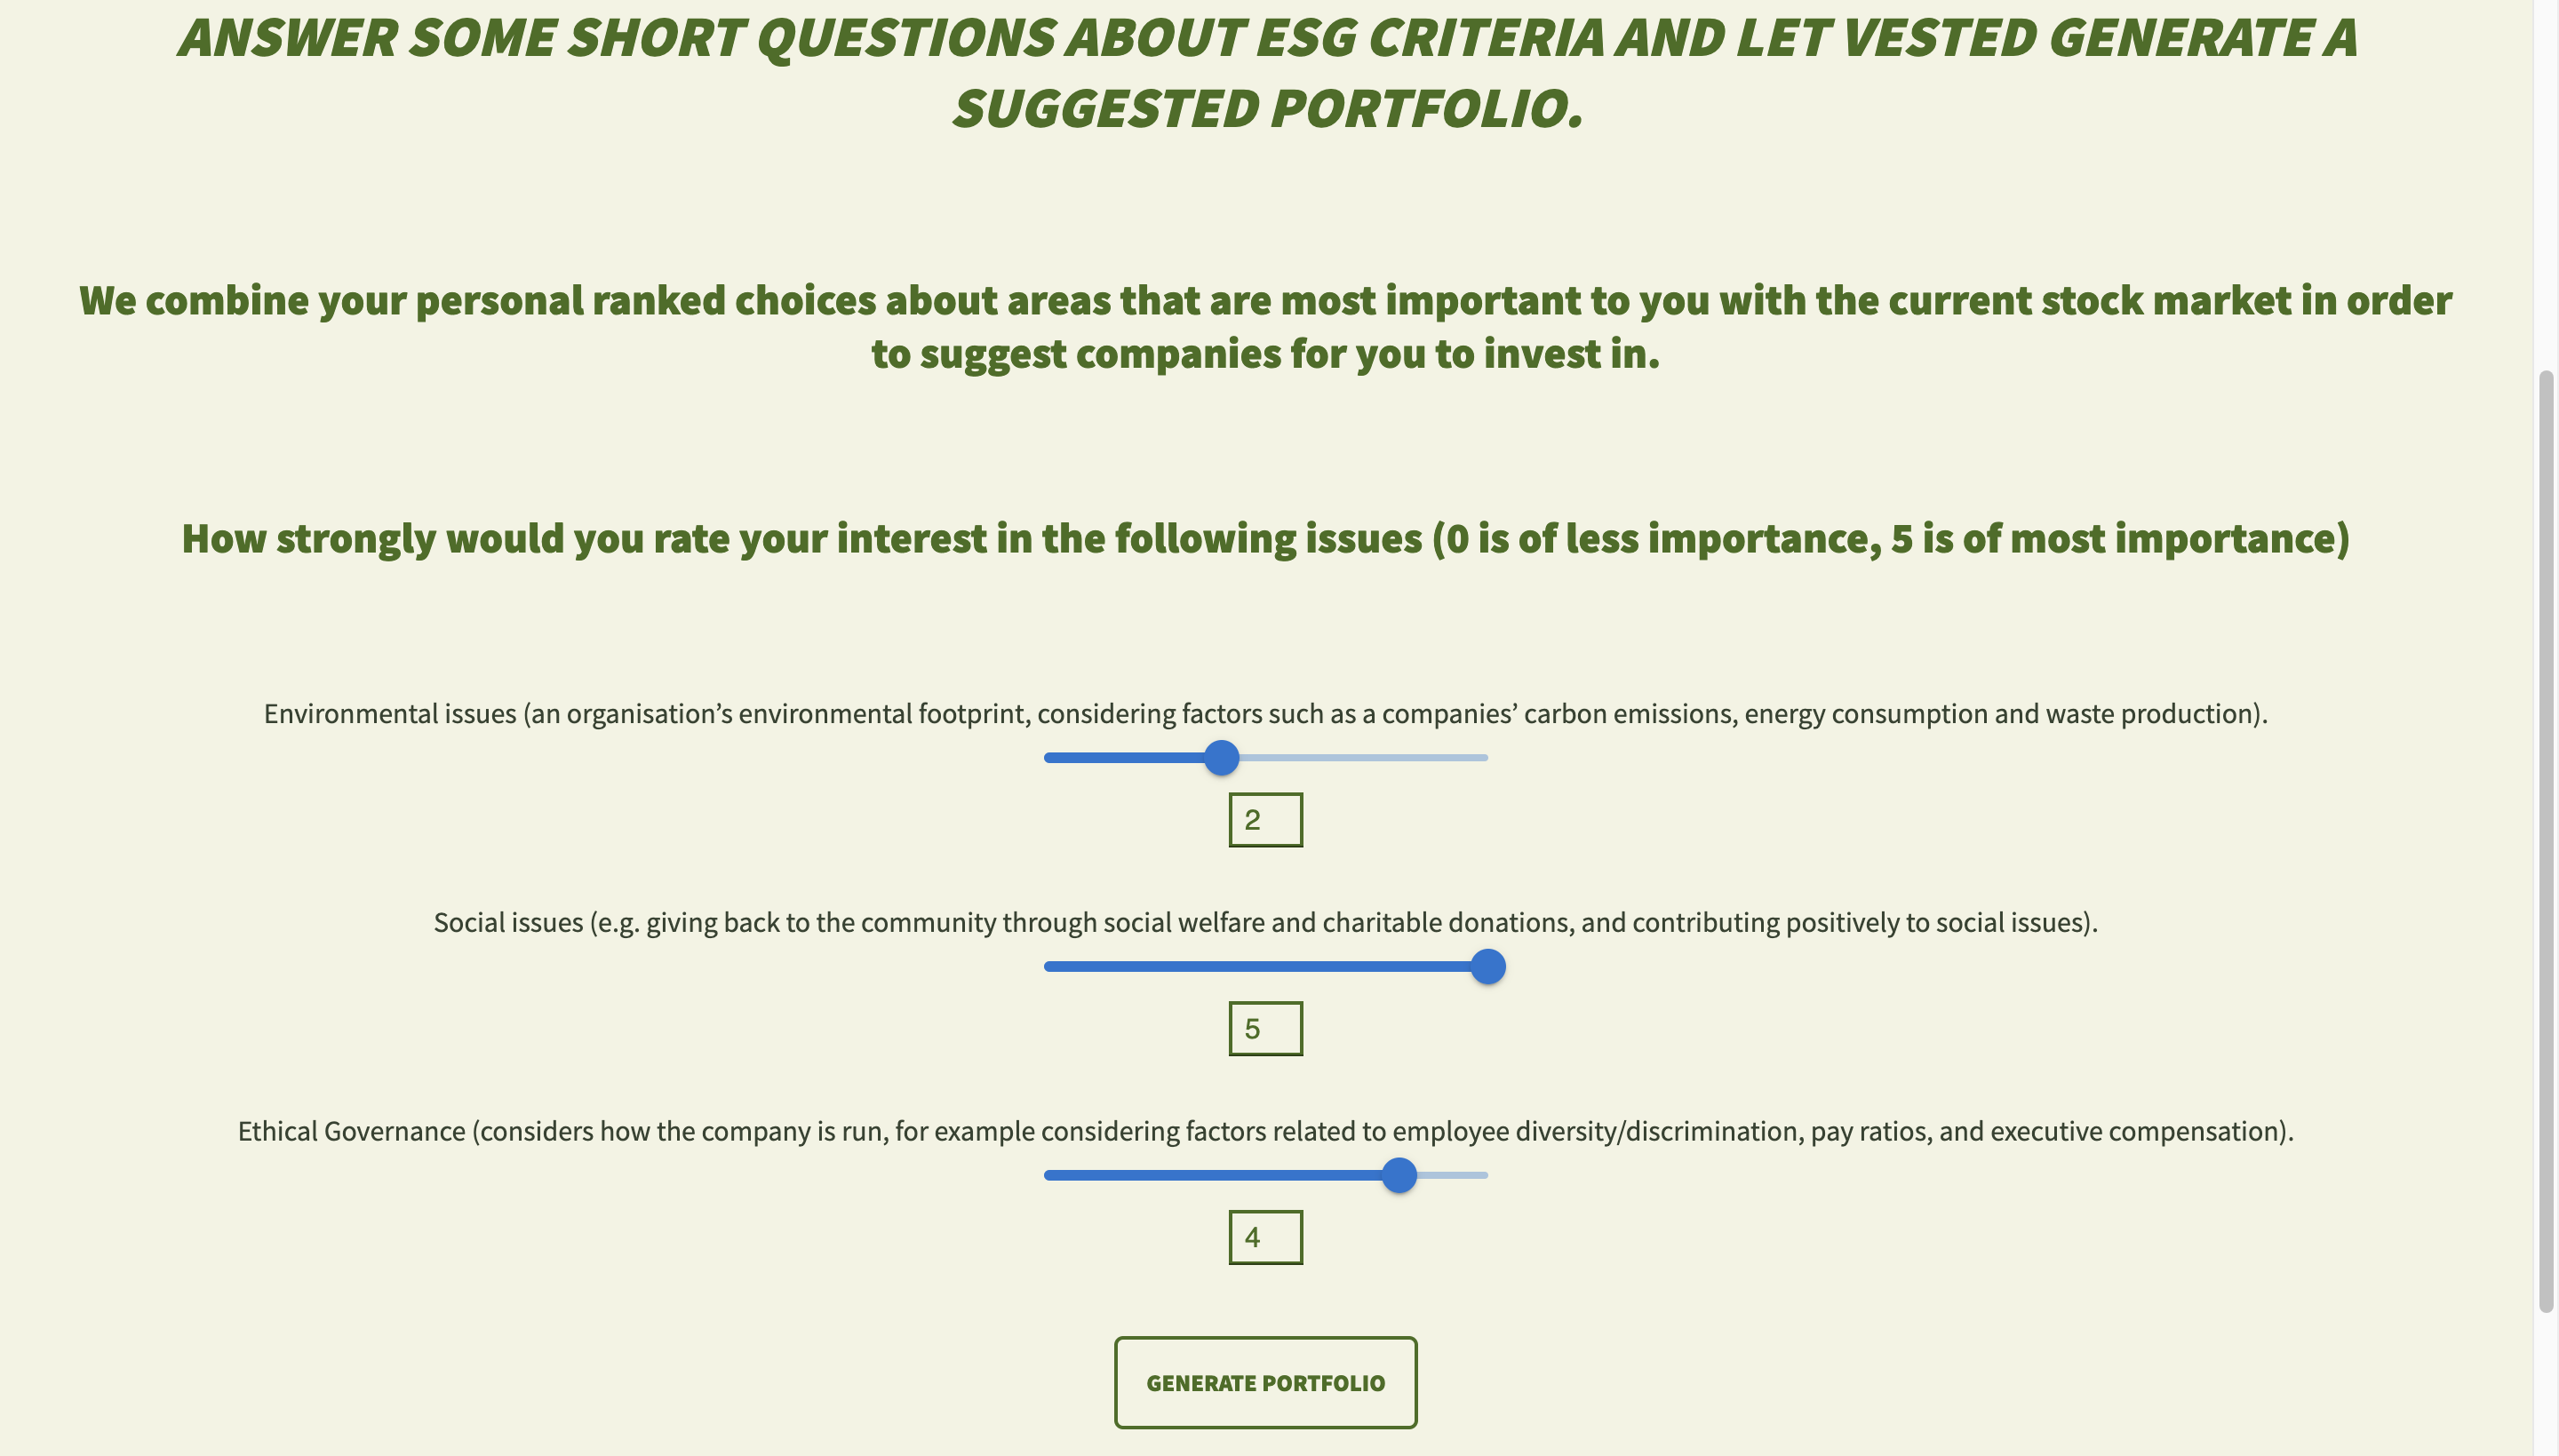 ANSWER SOME SHORT QUESTIONS ABOUT ESG CRITERIA AND LET VESTED GENERATE A
SUGGESTED PORTFOLIO.
We combine your personal ranked choices about areas that are most important to you with the current stock market in order
to suggest companies for you to invest in.
How strongly would you rate your interest in the following issues (0 is of less importance, 5 is of most importance)
Environmental issues (an organisation’s environmental footprint, considering factors such as a companies’ carbon emissions, energy consumption and waste production).
2
Social issues (e.g. giving back to the community through social welfare and charitable donations, and contributing positively to social issues).
5
Ethical Governance (considers how the company is run, for example considering factors related to employee diversity/discrimination, pay ratios, and executive compensation).
4
GENERATE PORTFOLIO